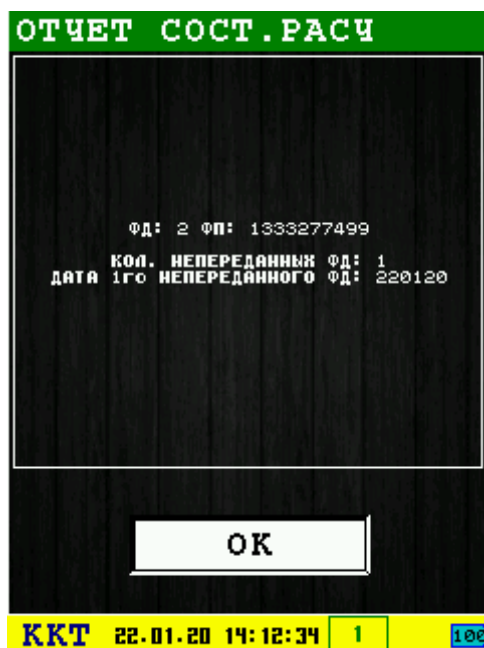 ОТЧЕТ СОСТ.РАСЧ
ФД: 2 ФП: 1333277499
КОЛ. НЕПЕРЕДАННЫХ ФД: 1
ДАТА 1го НЕПЕРЕДАННОГО ФД: 220120
ОК
ККТ 22.01.20 14:12:34 1 100